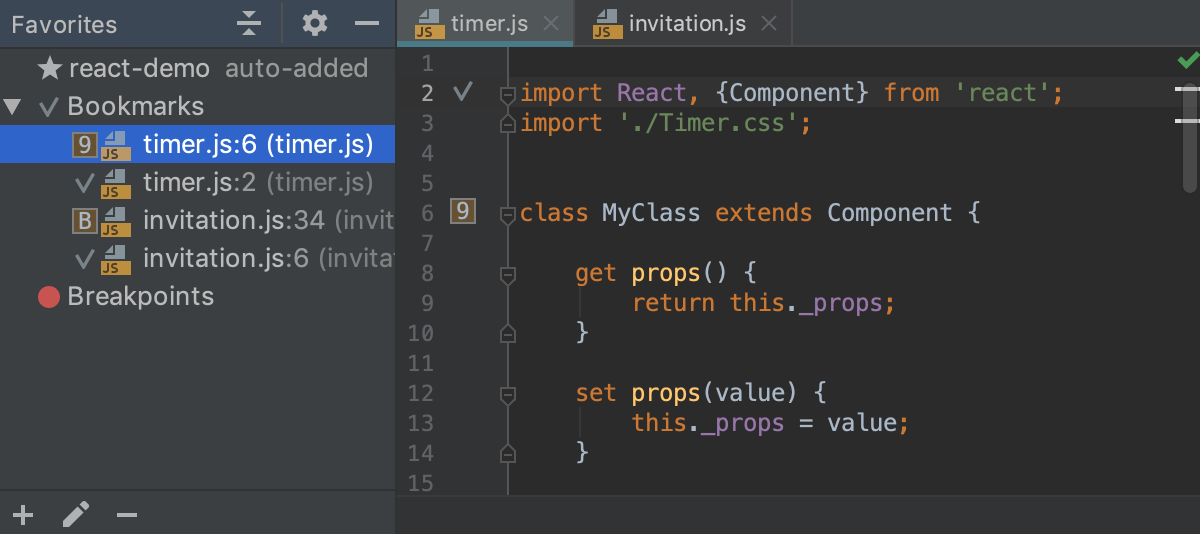 Favorites
react-demo auto-added
Bookmarks
9 JS timer.js:6 (timer.js)
JS timer.js:2 (timer.js)
B JS invitation.js:34 (invit
JS invitation.js:6 (invita
Breakpoints
JS timer.js JS invitation.js
1
2 import React, {Component} from 'react';
3 import './Timer.css';
4
5
6 9 class MyClass extends Component {
7
8 get props() {
9 return this._props;
10 }
11
12 set props(value) {
13 this._props = value;
14 }
15